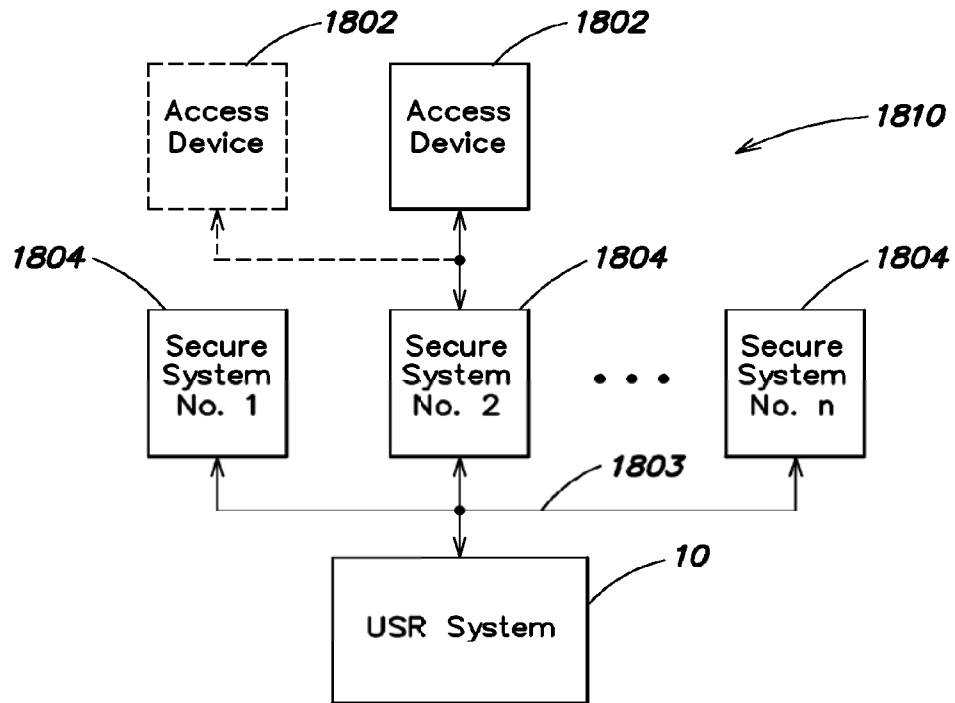 1802
1802
Access
Device
Access
Device
1810
1804
1804
1804
Secure
System
No. 1
Secure
System
No. 2
Secure
System
No. n
1803
10
USR System